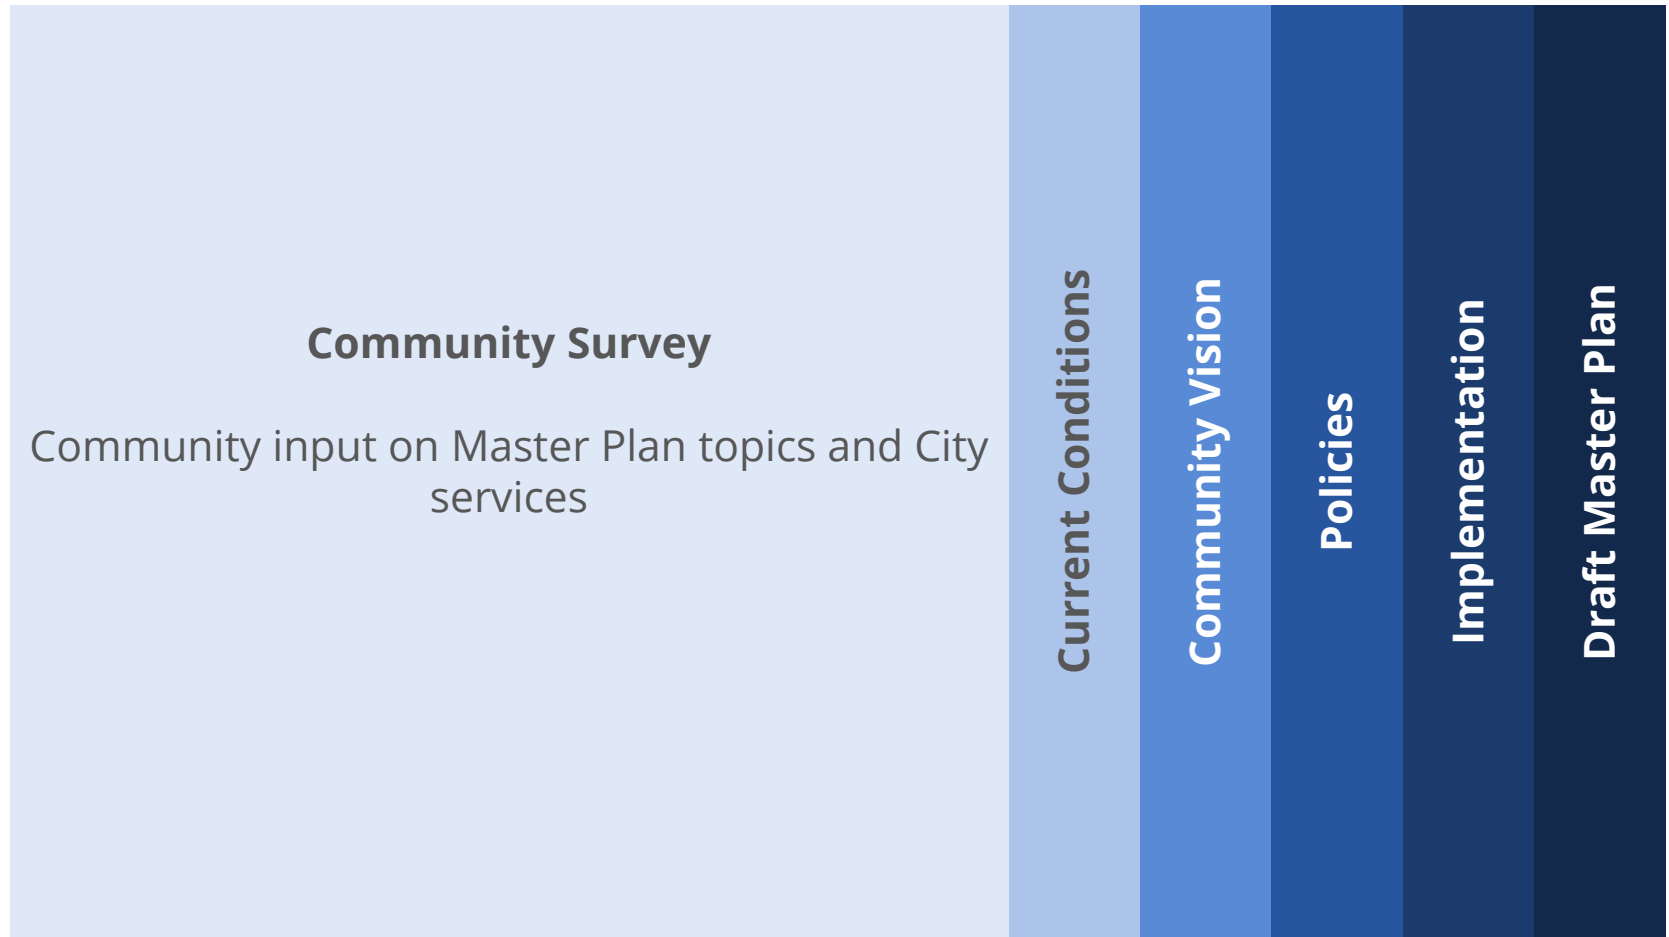 Community Survey
Community input on Master Plan topics and City
services
Current Conditions
Community Vision
Policies
Implementation
Draft Master Plan